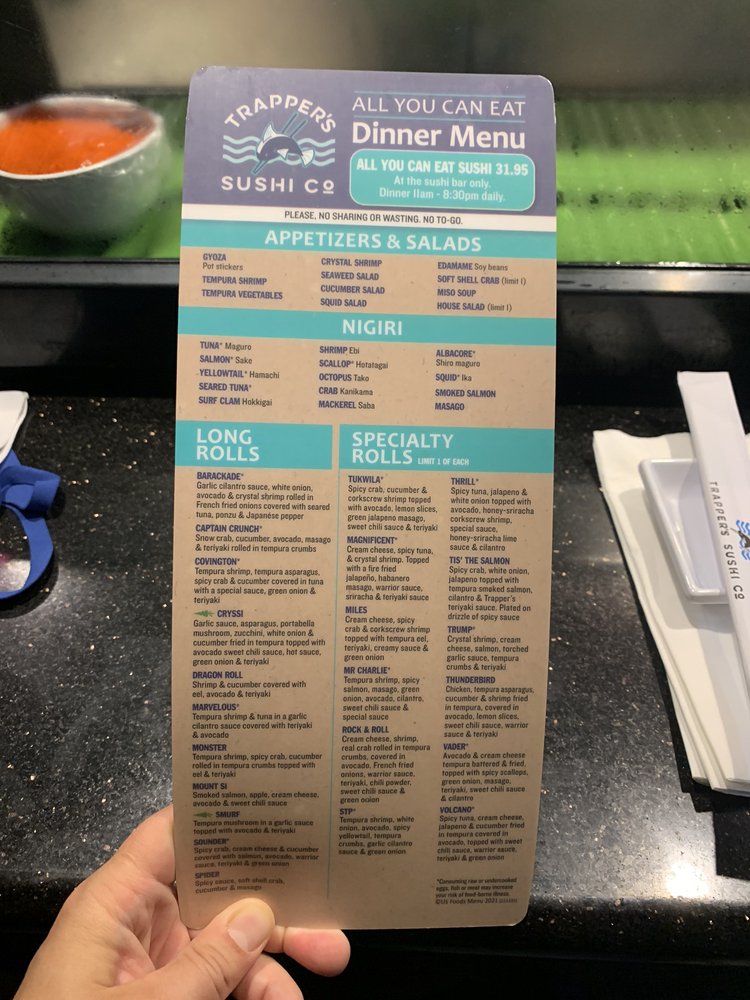 TRAPPER'S
SUSHI Co
ALL YOU CAN EAT
Dinner Menu
ALL YOU CAN EAT SUSHI 31.95
At the sushi bar only.
Dinner 11am - 8:30pm daily.
PLEASE, NO SHARING OR WASTING. NO TO-GO.
APPETIZERS & SALADS
GYOZA
Pot stickers
TEMPURA SHRIMP
TEMPURA VEGETABLES
CRYSTAL SHRIMP
SEAWEED SALAD
CUCUMBER SALAD
SQUID SALAD
EDAMAME Soy beans
SOFT SHELL CRAB (limit 1)
MISO SOUP
HOUSE SALAD (limit 1)
NIGIRI
TUNA* Maguro
SALMON* Sake
YELLOWTAIL* Hamachi
SEARED TUNA*
SURF CLAM Hokkigai
SHRIMP Ebi
SCALLOP* Hotatagai
OCTOPUS Tako
CRAB Kanikama
MACKEREL Saba
ALBACORE*
Shiro maguro
SQUID* Ika
SMOKED SALMON
MASAGO
LONG
ROLLS
BARACKADE*
Garlic cilantro sauce, white onion,
avocado & crystal shrimp rolled in
French fried onions covered with seared
tuna, ponzu & Japanese pepper
CAPTAIN CRUNCH*
Snow crab, cucumber, avocado, masago
& teriyaki rolled in tempura crumbs
COVINGTON*
Tempura shrimp, tempura asparagus,
spicy crab & cucumber covered in tuna
with a special sauce, green onion &
teriyaki
CRYSSI
Garlic sauce, asparagus, portabella
mushroom, zucchini, white onion &
cucumber fried in tempura topped with
avocado sweet chili sauce, hot sauce,
green onion & teriyaki
DRAGON ROLL
Shrimp & cucumber covered with
eel, avocado & teriyaki
MARVELOUS*
Tempura shrimp & tuna in a garlic
cilantro sauce covered with teriyaki
& avocado
MONSTER
Tempura shrimp, spicy crab, cucumber
rolled in tempura crumbs topped with
eel & teriyaki
MOUNT Si
Smoked salmon, apple, cream cheese,
avocado & sweet chili sauce
SMURF
Tempura mushroom in a garlic sauce
topped with avocado & teriyaki
SOUNDER*
Spicy crab, cream cheese & cucumber
covered with salmon, avocado, warrior
sauce, teriyaki & green onion
SPIDER
Spicy sauce, soft shell crab,
cucumber & masago
SPECIALTY
ROLLS LIMIT 1 OF EACH
TUKWILA*
Spicy crab, cucumber &
corkscrew shrimp topped
with avocado, lemon slices,
green jalapeno masago,
sweet chili sauce & teriyaki
MAGNIFICENT*
Cream cheese, spicy tuna,
& crystal shrimp. Topped
with a fire fried
jalapeño, habanero
masago, warrior sauce,
sriracha & teriyaki sauce
MILES
Cream cheese, spicy
crab & corkscrew shrimp
topped with tempura eel,
teriyaki, creamy sauce &
green onion
MR CHARLIE*
Tempura shrimp, spicy
salmon, masago, green
onion, avocado, cilantro,
sweet chili sauce &
special sauce
ROCK & ROLL
Cream cheese, shrimp,
real crab rolled in tempura
crumbs, covered in
avocado, French fried
onions, warrior sauce,
teriyaki, chili powder,
sweet chili sauce &
green onion
STP*
Tempura shrimp, white
onion, avocado, spicy
yellowtail, tempura
crumbs, garlic cilantro
sauce & green onion
THRILL*
Spicy tuna, jalapeno &
white onion topped with
avocado, honey-sriracha
corkscrew shrimp,
special sauce,
honey-sriracha lime
sauce & cilantro
TIS' THE SALMON
Spicy crab, white onion,
jalapeno topped with
tempura smoked salmon,
cilantro & Trapper's
teriyaki sauce. Plated on
drizzle of spicy sauce
TRUMP*
Crystal shrimp, cream
cheese, salmon, torched
garlic sauce, tempura
crumbs & teriyaki
THUNDERBIRD
Chicken, tempura asparagus,
cucumber & shrimp fried
in tempura, covered in
avocado, lemon slices,
sweet chili sauce, warrior
sauce & teriyaki
VADER*
Avocado & cream cheese
tempura battered & fried,
topped with spicy scallops,
green onion, masago,
teriyaki, sweet chili sauce
& cilantro
VOLCANO*
Spicy tuna, cream cheese,
jalapeno & cucumber fried
in tempura covered in
avocado, topped with sweet
chili sauce, warrior sauce,
teriyaki & green onion
*Consuming raw or undercooked
eggs, fish or meat may increase
your risk of food-borne illness.
©US Foods Menu 2021
TRAPPER'S SUSHI Co